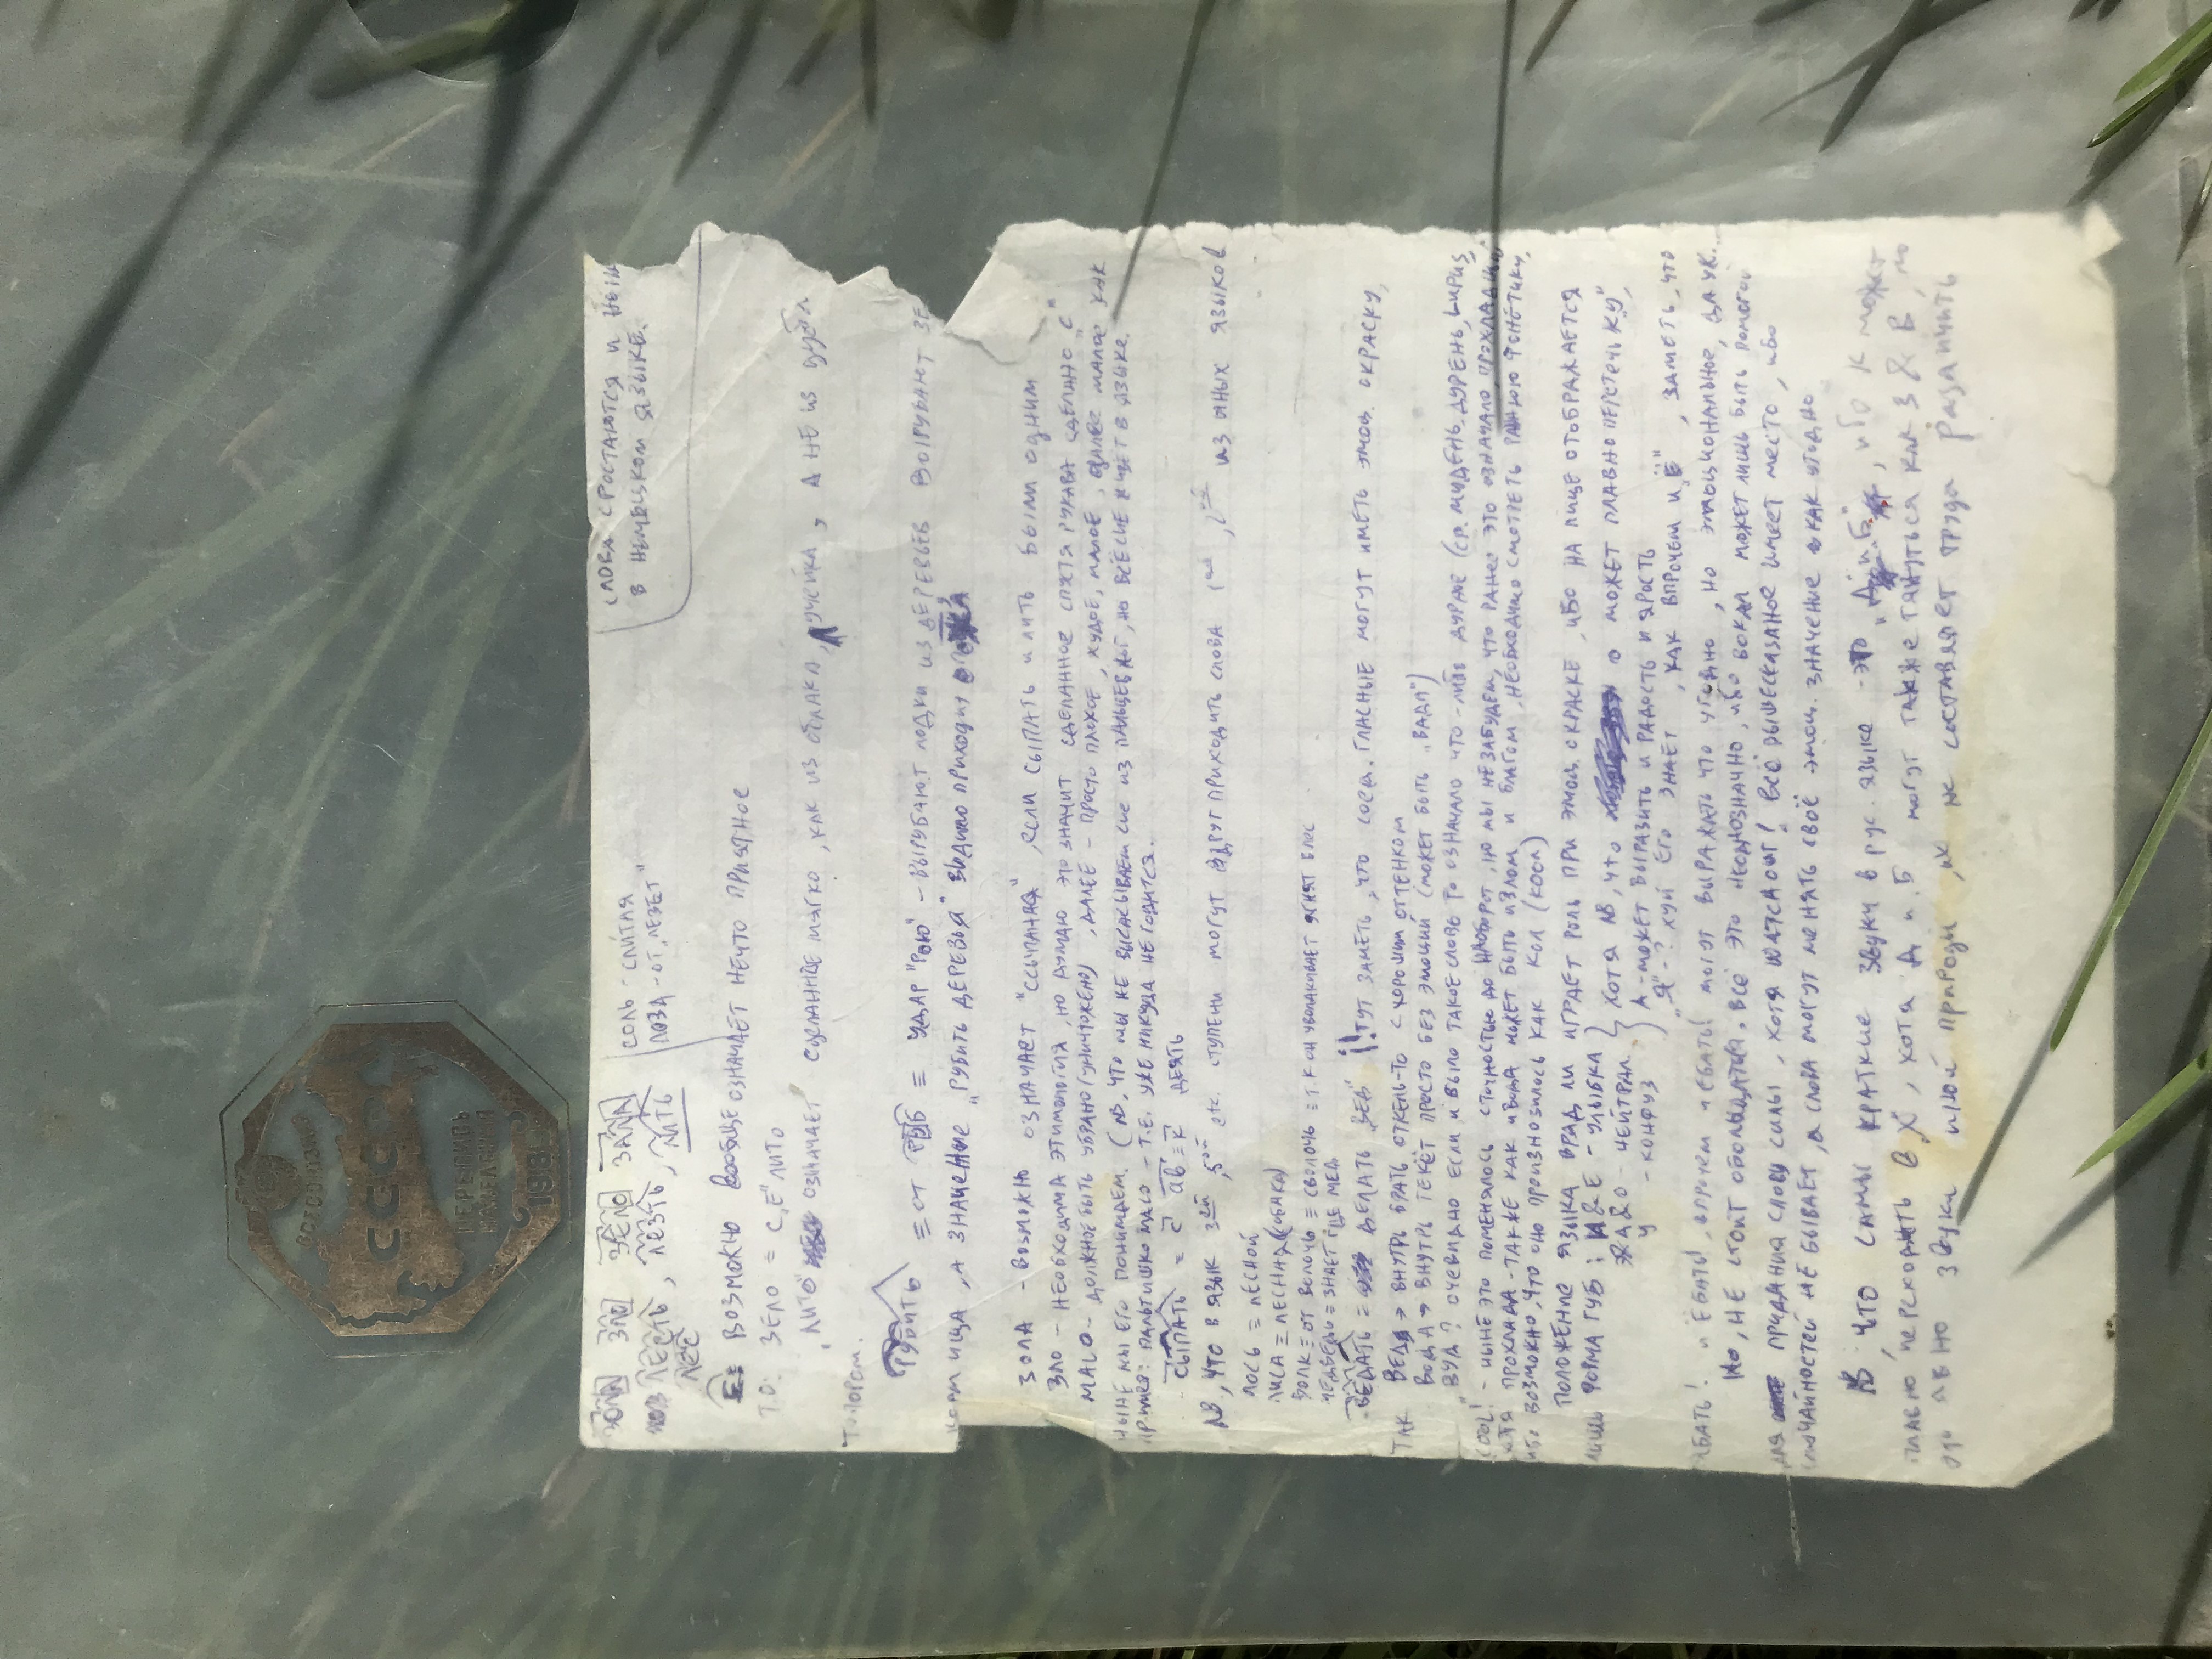 ВСЕСОЮЗНАЯ
СССР
ПЕРЕПИСЬ
НАСЕЛЕНИЯ
198
ЗОЛА ЗЛО ЗЕЛО ЗАЛА
ЛЕСТЬ, ЛЕЗТЬ, ЛИТЬ
ЛЕС
СОЛЬ - СЛИТАЯ
ЛОЗА - ОТ „ЛЕЗЕТ"
СЛОВА СРОСТАЮТСЯ И
В НЕМЕЦКОМ ЯЗЫКЕ.
Е: ВОЗМОЖНО ВООБЩЕ ОЗНАЧАЕТ НЕЧТО ПРИЯТНОЕ
Т.О: ЗЕЛО = С„Е" ЛИТО
„ЛИТО" ОЗНАЧАЕТ СДЕЛАННОЕ МЯГКО, КАК ИЗ ОБЛАКА, РУЧЕЙКА, А НЕ ИЗ ДУБА
ТОПОРОМ.
РУБИТЬ ≡ ОТ РЫБ ≡ УДАР "РОЮ" - ВЫРУБАЮТ ЛОДКИ ИЗ ДЕРЕВЬЕВ ВЫРУБАЮТ ЗЕ
КОРМИЩА, А ЗНАЧЕНИЕ „РУБИТЬ ДЕРЕВЬЯ" ВИДИМО ПРИХОДИТ
ЗОЛА - ВОЗМОЖНО ОЗНАЧАЕТ "ССЫПАНАЯ", ЕСЛИ СЫПАТЬ И ЛИТЬ БЫЛИ ОДНИМ
ЗЛО - НЕОБХОДИМА ЭТИМОЛОГИЯ, НО ДУМАЮ ЭТО ЗНАЧИТ СДЕЛАННОЕ СПУСТЯ РУКАВА СДЕЛАНО „С"
MALO - ДОЛЖНОЕ БЫТЬ УБРАНО (УНИЧТОЖЕНО), ДАЛЕЕ - ПРОСТО ПЛОХОЕ, ХУДОЕ, МАЛОЕ, ДАЛЕЕ МАЛОЕ КАК
НЫНЕ МЫ ЕГО ПОНИМАЕМ. (NB, ЧТО МЫ НЕ ВЫСАСЫВАЕМ СИЕ ИЗ ПАЛЬЦЕВ НОГ, НО ВСЁ СИЕ ЖИВЕТ В ЯЗЫКЕ.
ПРИМЕР: ПАЛЬТИШКО MALO - Т.Е. УЖЕ НИКУДА НЕ ГОДИТСЯ.
СЫПАТЬ = С ав ≡ К ДЕЯТЬ
NB, ЧТО В ЯЗЫК 3ей, 5ой etc. СТУПЕНИ МОГУТ ВДРУГ ПРИХОДИТЬ СЛОВА 1ой, 2ой ИЗ ИНЫХ ЯЗЫКОВ
ЛОСЬ ≡ ЛЕСНОЙ
ЛИСА ≡ ЛЕСНАЯ (СОБАКА)
ВОЛК ≡ ОТ ВОЛОЧЬ ≡ СВОЛОЧЬ ≡ Т.К ОН УВОЛАКИВАЕТ ЯГНЯТ В ЛЕС
МЕДВЕДЬ ≡ ЗНАЕТ ГДЕ МЕД
ВЕДАТЬ = ДЕЛАТЬ „ВЕД" !! ТУТ ЗАМЕТЬ, ЧТО СОЕД. ГЛАСНЫЕ МОГУТ ИМЕТЬ ЭМОЦ. ОКРАСКУ,
ТАК ВЕД → ВНУТРЬ БРАТЬ ОТКЕЛЬ-ТО С ХОРОШИМ ОТТЕНКОМ
ВОДА → ВНУТРЬ ТЕКЁТ ПРОСТО БЕЗ ЭМОЦИЙ (МОЖЕТ БЫТЬ „ВАДА")
„ВУД? ОЧЕВИДНО ЕСЛИ И БЫЛО ТАКОЕ СЛОВО ТО ОЗНАЧАЛО ЧТО-ЛИБО ДУРНОЕ (СР. МУДЕНЬ, ДУРЕНЬ, LUPUS,
COOL! - НЫНЕ ЭТО ПОМЕНЯЛОСЬ С ТОЧНОСТЬЮ ДО НАОБОРОТ, НО МЫ НЕ ЗАБУДЕМ, ЧТО РАНЕЕ ЭТО ОЗНАЧАЛО „ПРОХЛАДНЫЙ
ХОТЯ ПРОХЛАДА - ТАКЖЕ КАК И ВОДА МОЖЕТ БЫТЬ И ЗЛОМ И БЛАГОМ, НЕОБХОДИМО СМОТРЕТЬ РАННЮЮ ФОНЕТИКУ,
ИБО ВОЗМОЖНО, ЧТО ОНО ПРОИЗНОСИЛОСЬ КАК КОЛ (КООЛ)
ПОЛОЖЕНИЕ ЯЗЫКА ВРЯД ЛИ ИГРАЕТ РОЛЬ ПРИ ЭМОЦ. ОКРАСКЕ, ИБО НА ЛИЦЕ ОТОБРАЖАЕТСЯ
ЛИШЬ ФОРМА ГУБ: И & Е - УЛЫБКА
А & О - НЕЙТРАЛ.
У - КОНФУЗ
ХОТЯ NB, ЧТО О МОЖЕТ ПЛАВНО ПЕРЕТЕЧЬ К „У",
А - МОЖЕТ ВЫРАЗИТЬ И РАДОСТЬ И ЯРОСТЬ
„Я" - ? ХУЙ ЕГО ЗНАЕТ, КАК ВПРОЧЕМ И „Ё", ЗАМЕТЬ, ЧТО
ЯБАТЬ! И ЁБАТЬ!, ВПРОЧЕМ И ЕБАТЬ! МОГУТ ВЫРАЖАТЬ ЧТО УГОДНО, НО ЭМОЦИОНАЛЬНОЕ, ДА УЖ...
НО, НЕ СТОИТ ОБОЛЬЩАТЬСЯ. ВСЁ ЭТО НЕОДНОЗНАЧНО, ИБО ВОКАЛ МОЖЕТ ЛИШЬ БЫТЬ ПОМОГОЙ
ДЛЯ ПРИДАНИЯ СЛОВУ СИЛЫ, ХОТЯ WATCH OUT! ВСЁ ВЫШЕСКАЗАНОЕ ИМЕЕТ МЕСТО, ИБО
СЛУЧАЙНОСТЕЙ НЕ БЫВАЕТ, А СЛОВА МОГУТ МЕНЯТЬ СВОЁ ЭМОЦ. ЗНАЧЕНИЕ КАК УГОДНО
NB, ЧТО САМЫ КРАТКИЕ ЗВУКИ В РУС. ЯЗЫКЕ - ЭТО „Д" И „Б", ИБО К МОЖЕТ
ПЛАВНО ПЕРЕХОДИТЬ В Х, ХОТЯ Д И Б МОГУТ ТАКЖЕ ТЯНУТЬСЯ КАК З & В, НО
ЭТО ЯВНО ЗВУКИ ИНОЙ ПРИРОДЫ, ИХ НЕ СОСТАВЛЯЕТ ТРУДА РАЗЛИЧИТЬ